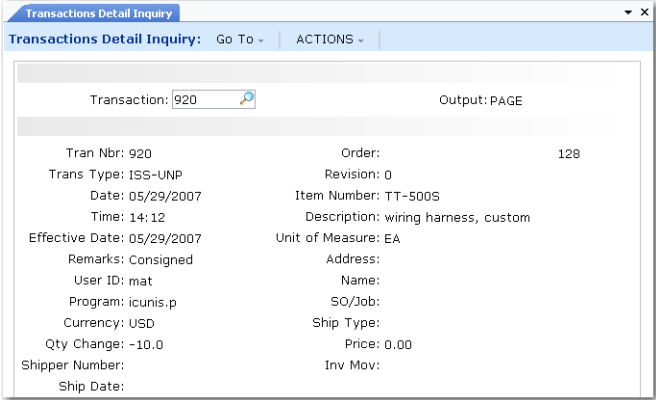 Transactions Detail Inquiry
Transactions Detail Inquiry: Go To ACTIONS
Transaction: 920 Output: PAGE
Tran Nbr: 920 Order: 128
Trans Type: ISS-UNP Revision: 0
Date: 05/29/2007 Item Number: TT-500S
Time: 14:12 Description: wiring harness, custom
Effective Date: 05/29/2007 Unit of Measure: EA
Remarks: Consigned Address:
User ID: mat Name:
Program: icunis.p SO/Job:
Currency: USD Ship Type:
Qty Change: -10.0 Price: 0.00
Shipper Number: Inv Mov:
Ship Date: